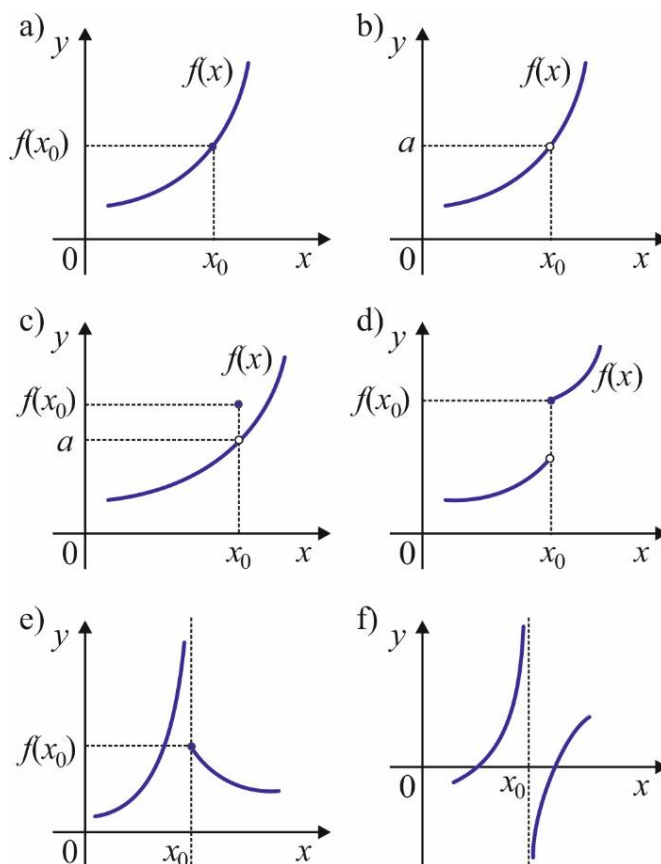 a) y f(x)
f(x₀)
0 x₀ x
b) y f(x)
a
0 x₀ x
c) y f(x)
f(x₀)
a
0 x₀ x
d) y f(x)
f(x₀)
0 x₀ x
e) y
f(x₀)
0 x₀ x
f) y
0 x₀ x